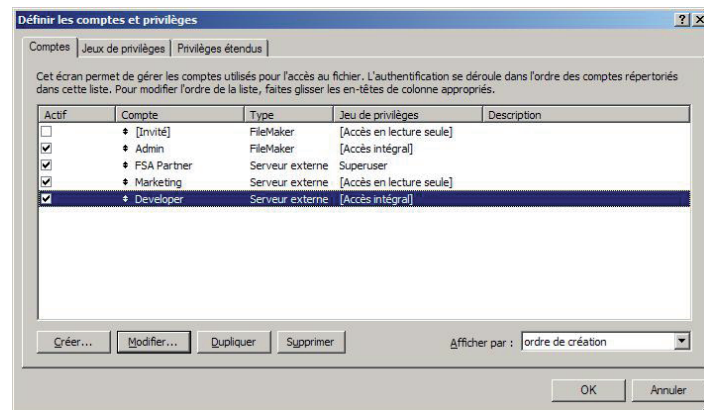 Définir les comptes et privilèges
Comptes Jeux de privilèges Privilèges étendus
Cet écran permet de gérer les comptes utilisés pour l'accès au fichier. L'authentification se déroule dans l'ordre des comptes répertoriés
dans cette liste. Pour modifier l'ordre de la liste, faites glisser les en-têtes de colonne appropriés.
Actif Compte Type Jeu de privilèges Description
[Invité] FileMaker [Accès en lecture seule]
Admin FileMaker [Accès intégral]
FSA Partner Serveur externe Superuser
Marketing Serveur externe [Accès en lecture seule]
Developer Serveur externe [Accès intégral]
Créer... Modifier... Dupliquer Supprimer Afficher par : ordre de création
OK Annuler